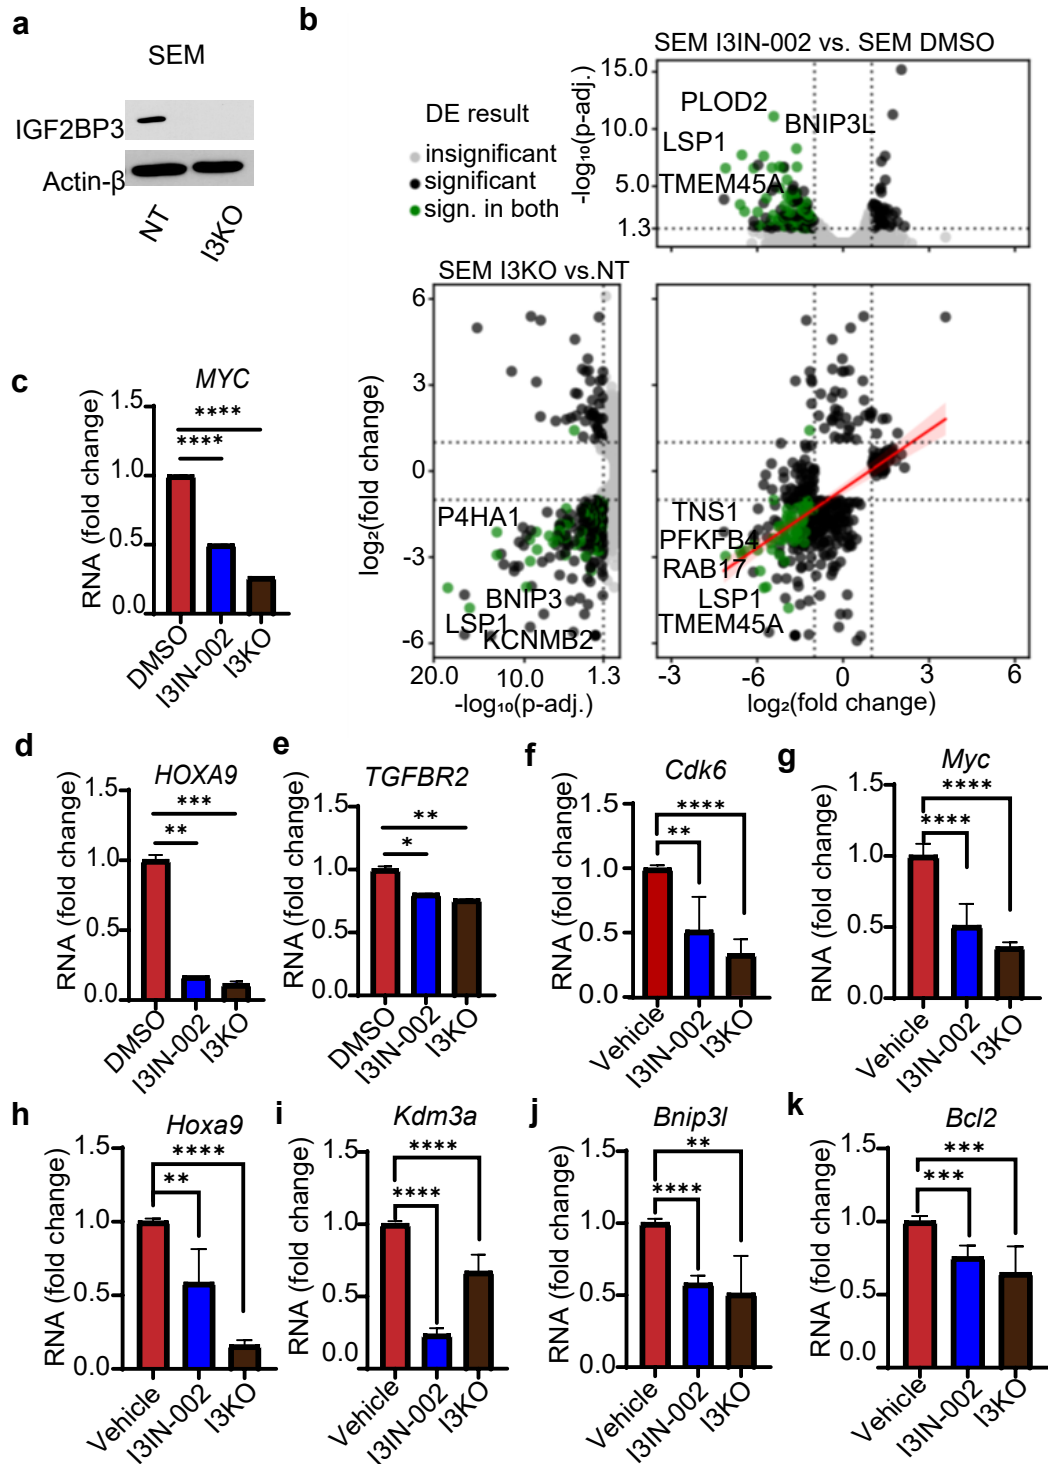 a
SEM
IGF2BP3
Actin-β
NT
I3KO
b
SEM I3IN-002 vs. SEM DMSO
DE result
insignificant
significant
sign. in both
-log₁₀(p-adj.)
15.0
10.0
5.0
1.3
PLOD2
BNIP3L
LSP1
TMEM45A
-3
-6
0
3
6
SEM I3KO vs.NT
log₂(fold change)
6
3
0
-3
-6
P4HA1
BNIP3
LSP1
KCNMB2
20.0
10.0
1.3
-log₁₀(p-adj.)
TNS1
PFKFB4
RAB17
LSP1
TMEM45A
-3
-6
0
3
6
log₂(fold change)
c
MYC
RNA (fold change)
1.5
1.0
0.5
0.0
****
****
DMSO
I3IN-002
I3KO
d
HOXA9
RNA (fold change)
1.5
1.0
0.5
0.0
***
**
DMSO
I3IN-002
I3KO
e
TGFBR2
RNA (fold change)
1.5
1.0
0.5
0.0
**
*
DMSO
I3IN-002
I3KO
f
Cdk6
RNA (fold change)
1.5
1.0
0.5
0.0
****
**
Vehicle
I3IN-002
I3KO
g
Myc
RNA (fold change)
1.5
1.0
0.5
0.0
****
****
Vehicle
I3IN-002
I3KO
h
Hoxa9
RNA (fold change)
1.5
1.0
0.5
0.0
****
**
Vehicle
I3IN-002
I3KO
i
Kdm3a
RNA (fold change)
1.5
1.0
0.5
0.0
****
****
Vehicle
I3IN-002
I3KO
j
Bnip3l
RNA (fold change)
1.5
1.0
0.5
0.0
**
****
Vehicle
I3IN-002
I3KO
k
Bcl2
RNA (fold change)
1.5
1.0
0.5
0.0
***
***
Vehicle
I3IN-002
I3KO